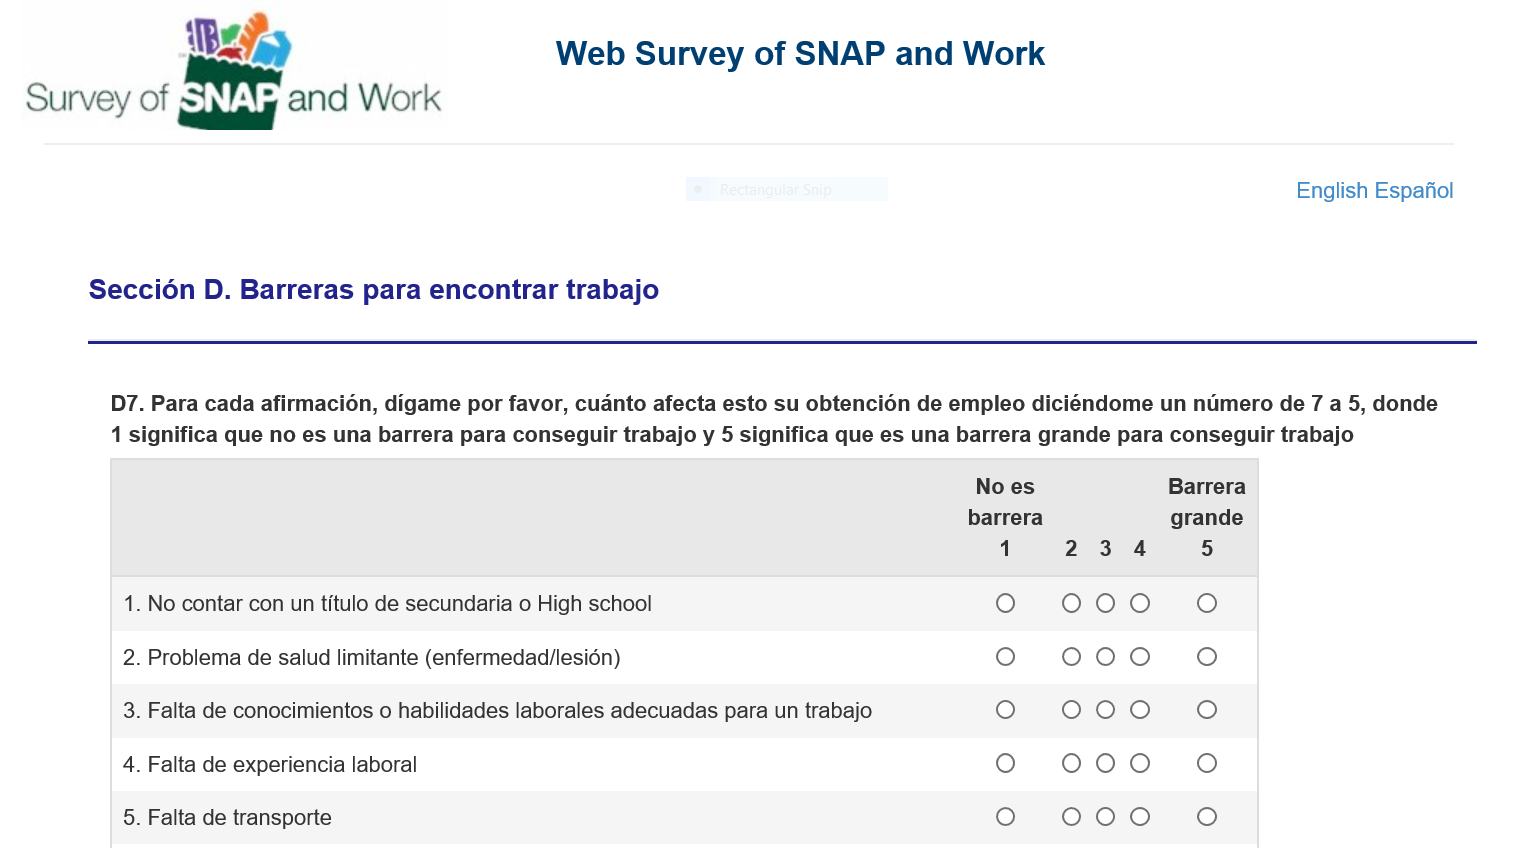 Survey of SNAP and Work
Web Survey of SNAP and Work
Rectangular Snip
English Español
Sección D. Barreras para encontrar trabajo
D7. Para cada afirmación, dígame por favor, cuánto afecta esto su obtención de empleo diciéndome un número de 7 a 5, donde
1 significa que no es una barrera para conseguir trabajo y 5 significa que es una barrera grande para conseguir trabajo
No es Barrera
barrera grande
1 2 3 4 5
1. No contar con un título de secundaria o High school
2. Problema de salud limitante (enfermedad/lesión)
3. Falta de conocimientos o habilidades laborales adecuadas para un trabajo
4. Falta de experiencia laboral
5. Falta de transporte